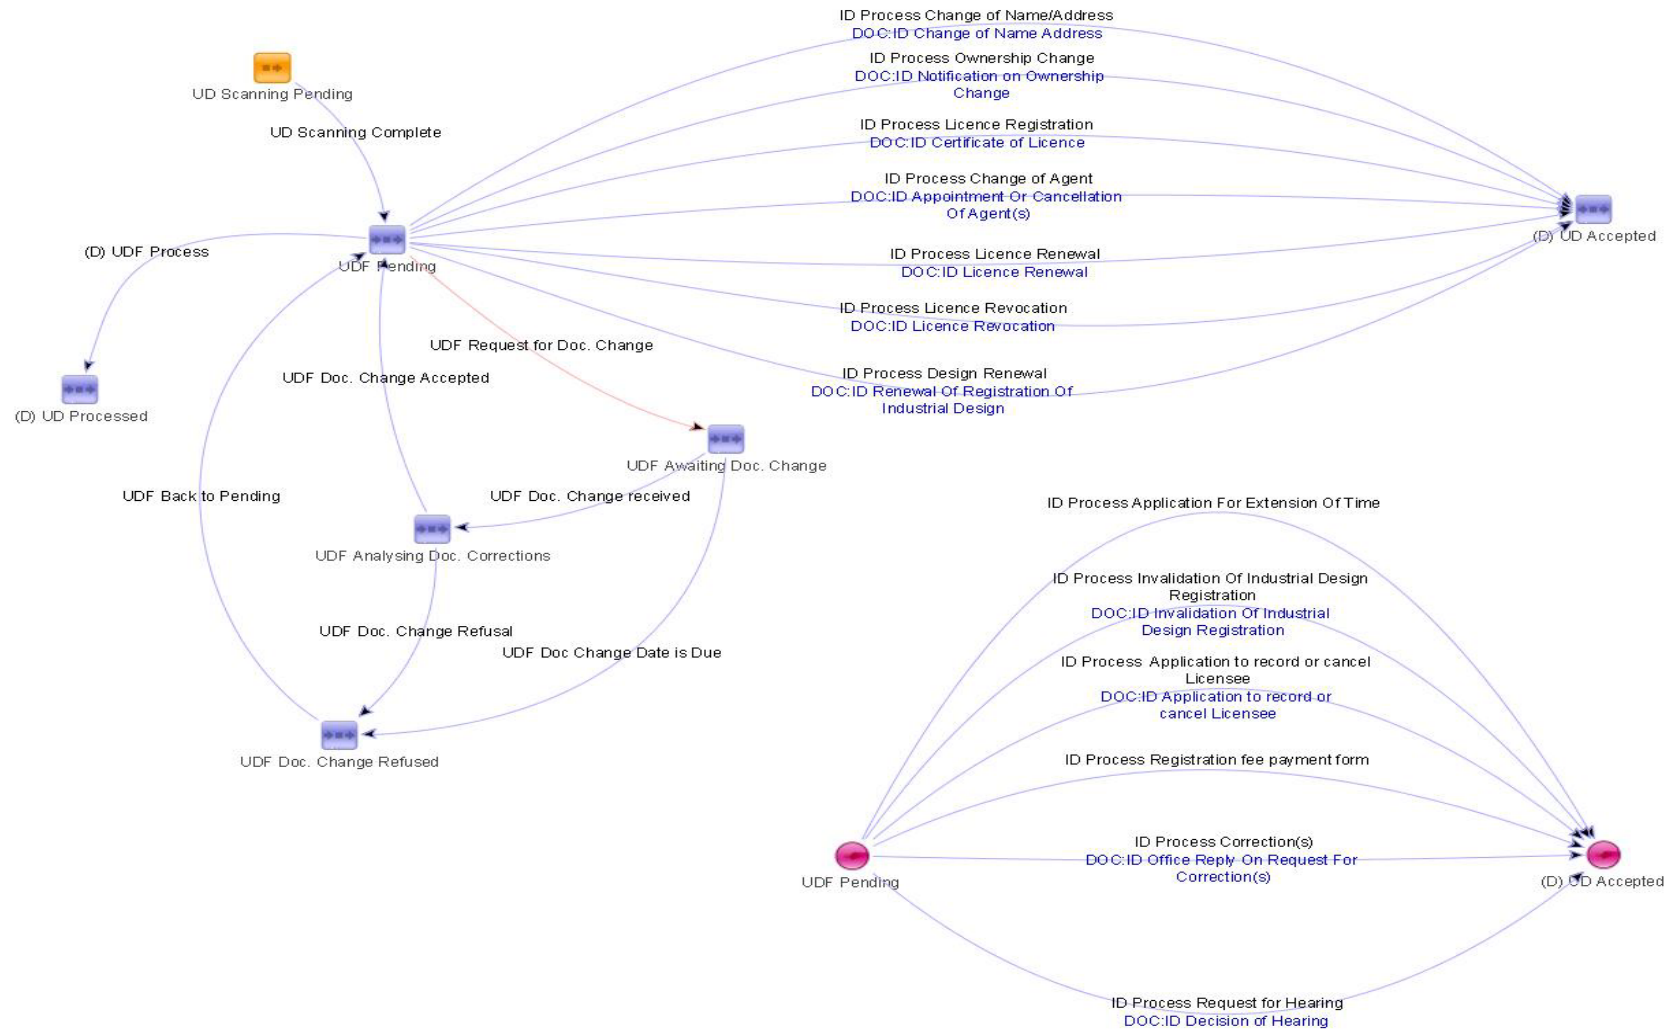 ID Process Change of Name/Address
DOC:ID Change of Name Address
ID Process Ownership Change
DOC:ID Notification on Ownership
Change
UD Scanning Pending
UD Scanning Complete
ID Process Licence Registration
DOC:ID Certificate of Licence
ID Process Change of Agent
DOC:ID Appointment Or Cancellation
Of Agent(s)
(D) UD Accepted
(D) UDF Process
UDF Pending
ID Process Licence Renewal
DOC:ID Licence Renewal
ID Process Licence Revocation
DOC:ID Licence Revocation
UDF Request for Doc. Change
UDF Doc. Change Accepted
ID Process Design Renewal
DOC:ID Renewal Of Registration Of
Industrial Design
(D) UD Processed
UDF Awaiting Doc. Change
UDF Back to Pending
UDF Doc. Change received
ID Process Application For Extension Of Time
UDF Analysing Doc. Corrections
ID Process Invalidation Of Industrial Design
Registration
DOC:ID Invalidation Of Industrial
Design Registration
UDF Doc. Change Refusal
UDF Doc Change Date is Due
ID Process Application to record or cancel
Licensee
DOC:ID Application to record or
cancel Licensee
UDF Doc. Change Refused
ID Process Registration fee payment form
ID Process Correction(s)
DOC:ID Office Reply On Request For
Correction(s)
UDF Pending
(D) UD Accepted
ID Process Request for Hearing
DOC:ID Decision of Hearing